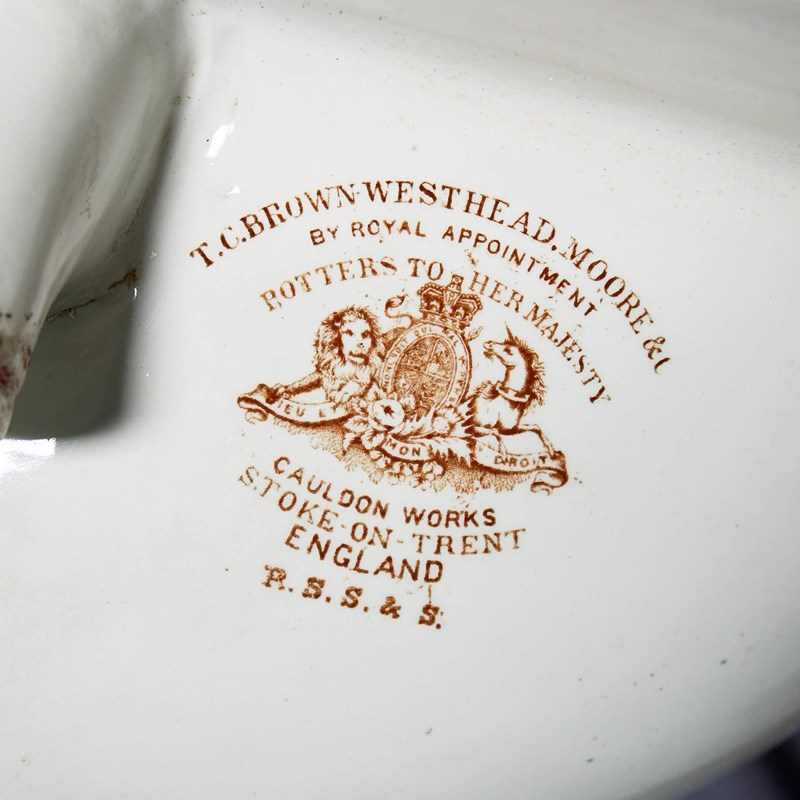 T.C.BROWN-WESTHEAD, MOORE & C
BY ROYAL APPOINTMENT
POTTERS TO HER MAJESTY
DIEU ET MON DROIT
CAULDON WORKS
STOKE-ON-TRENT
ENGLAND
R.S.S.&S.